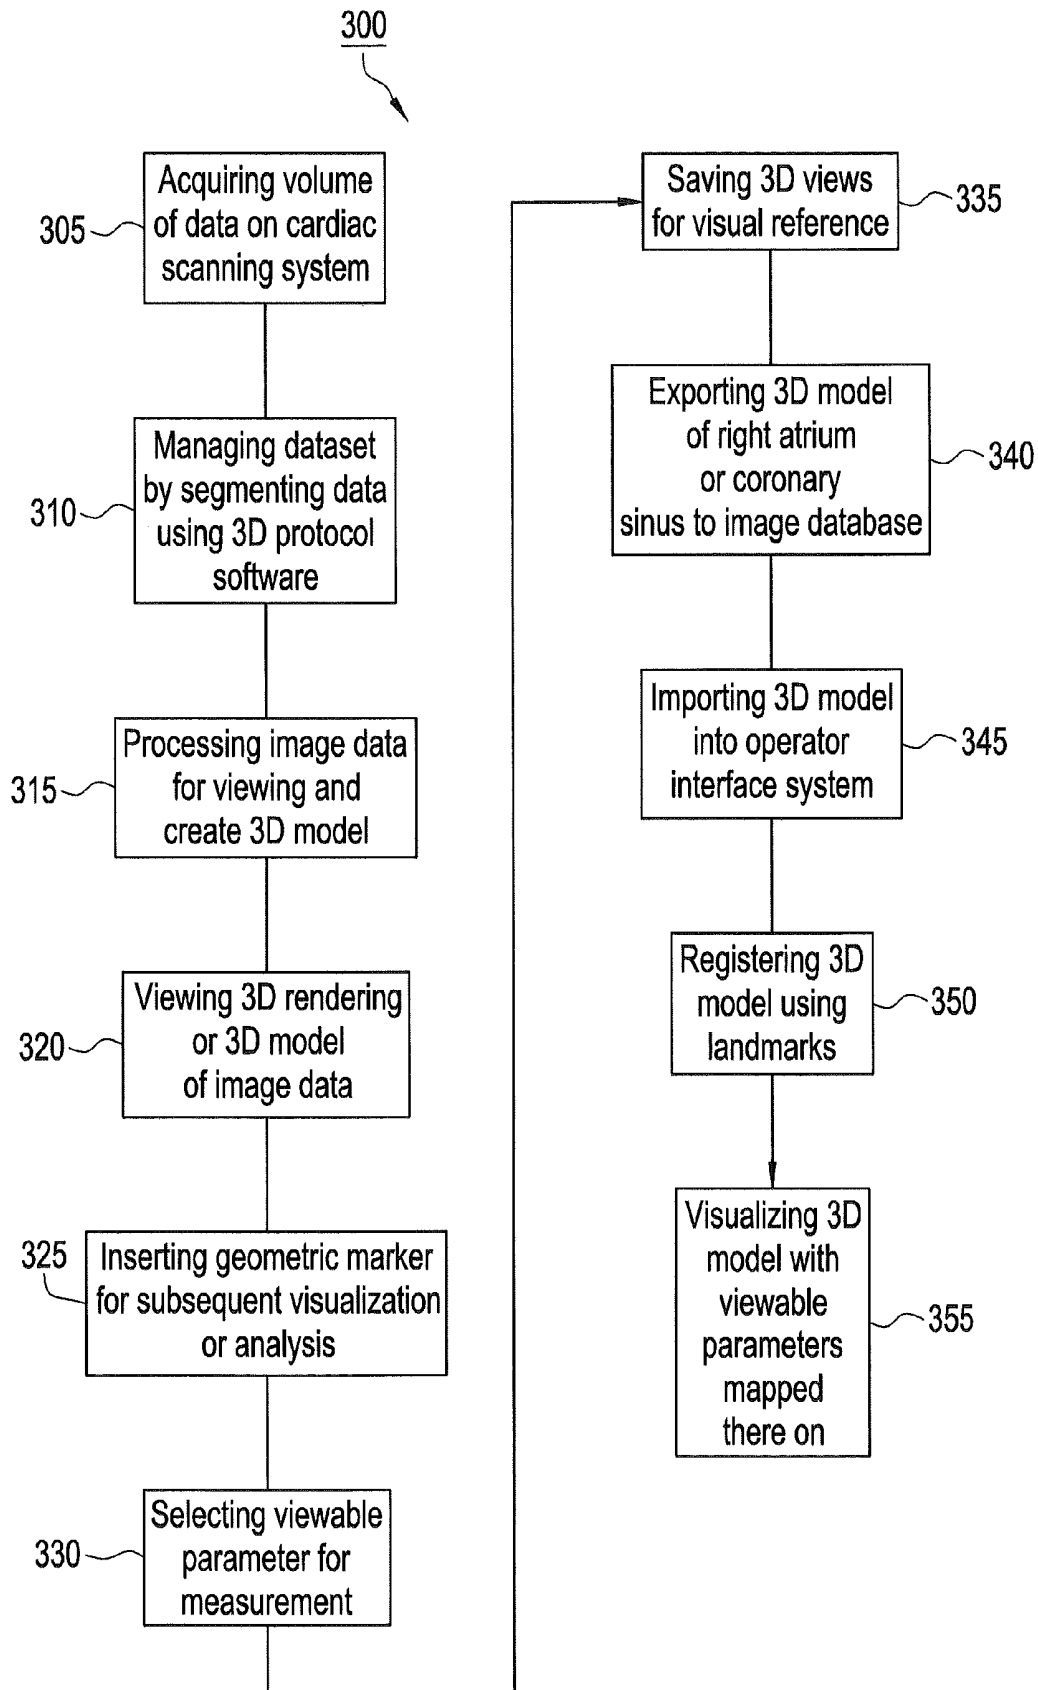 300
Acquiring volume
of data on cardiac
scanning system
305
Managing dataset
by segmenting data
using 3D protocol
software
310
Processing image data
for viewing and
create 3D model
315
Viewing 3D rendering
or 3D model
of image data
320
Inserting geometric marker
for subsequent visualization
or analysis
325
Selecting viewable
parameter for
measurement
330
Saving 3D views
for visual reference
335
Exporting 3D model
of right atrium
or coronary
sinus to image database
340
Importing 3D model
into operator
interface system
345
Registering 3D
model using
landmarks
350
Visualizing 3D
model with
viewable
parameters
mapped
there on
355